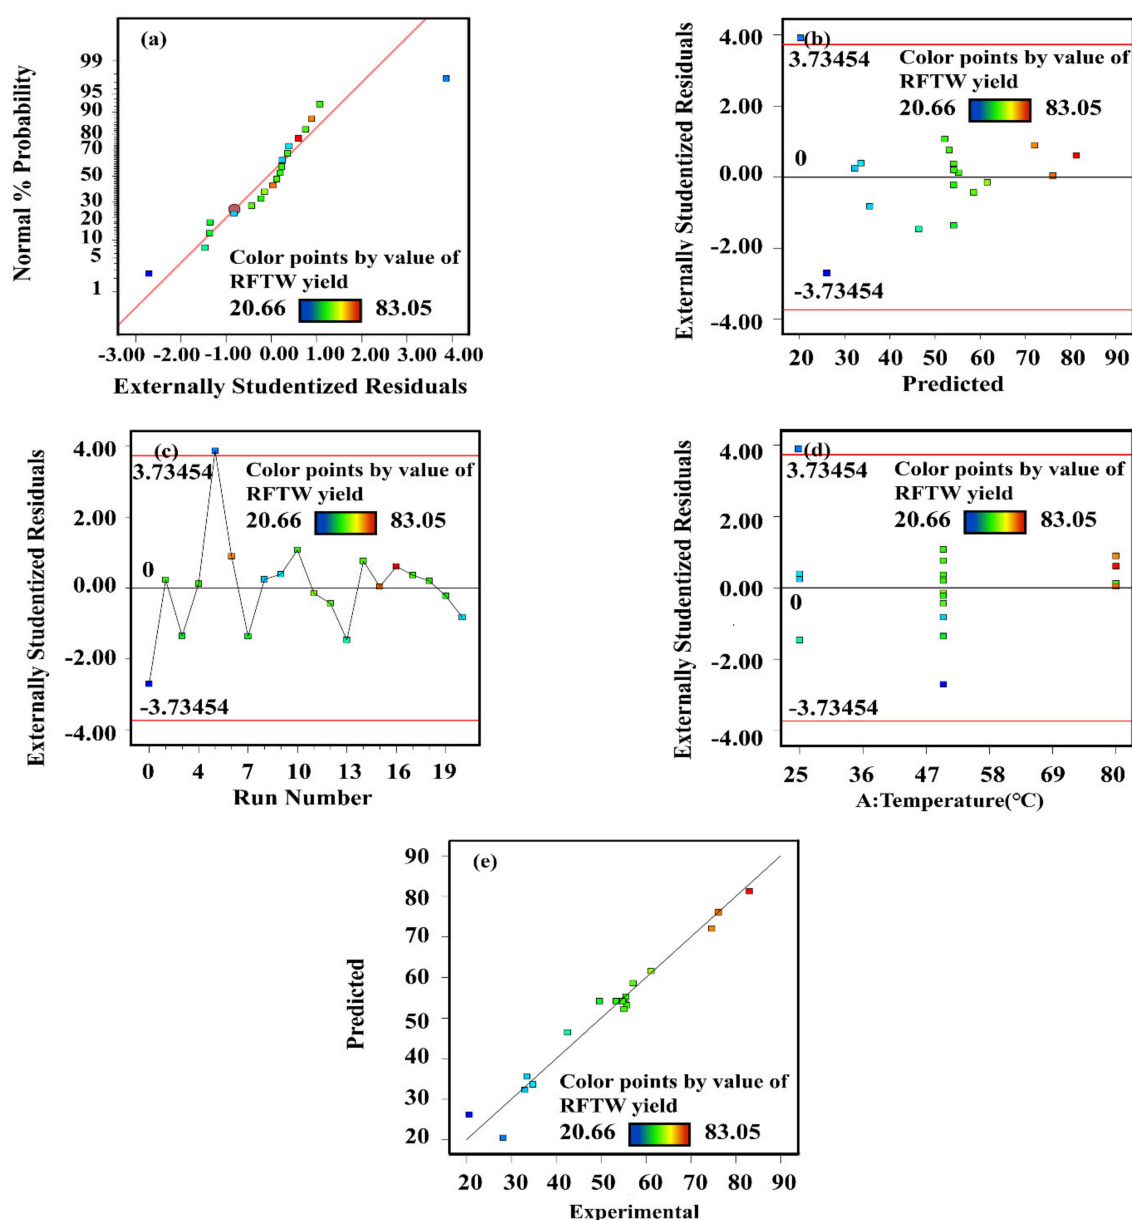 (a)
Normal % Probability
99
95
90
80
70
50
30
20
10
5
1
Color points by value of
RFTW yield
20.66 83.05
-3.00 -2.00 -1.00 0.00 1.00 2.00 3.00 4.00
Externally Studentized Residuals
(b)
Externally Studentized Residuals
4.00
3.73454
Color points by value of
RFTW yield
20.66 83.05
2.00
0
0.00
-2.00
-3.73454
-4.00
20 30 40 50 60 70 80 90
Predicted
(c)
Externally Studentized Residuals
4.00
3.73454
Color points by value of
RFTW yield
20.66 83.05
2.00
0
0.00
-2.00
-3.73454
-4.00
0 4 7 10 13 16 19
Run Number
(d)
Externally Studentized Residuals
4.00
3.73454
Color points by value of
RFTW yield
20.66 83.05
2.00
0.00
0
-2.00
-3.73454
-4.00
25 36 47 58 69 80
A:Temperature(°C)
(e)
Predicted
90
80
70
60
50
40
30
20
Color points by value of
RFTW yield
20.66 83.05
20 30 40 50 60 70 80 90
Experimental